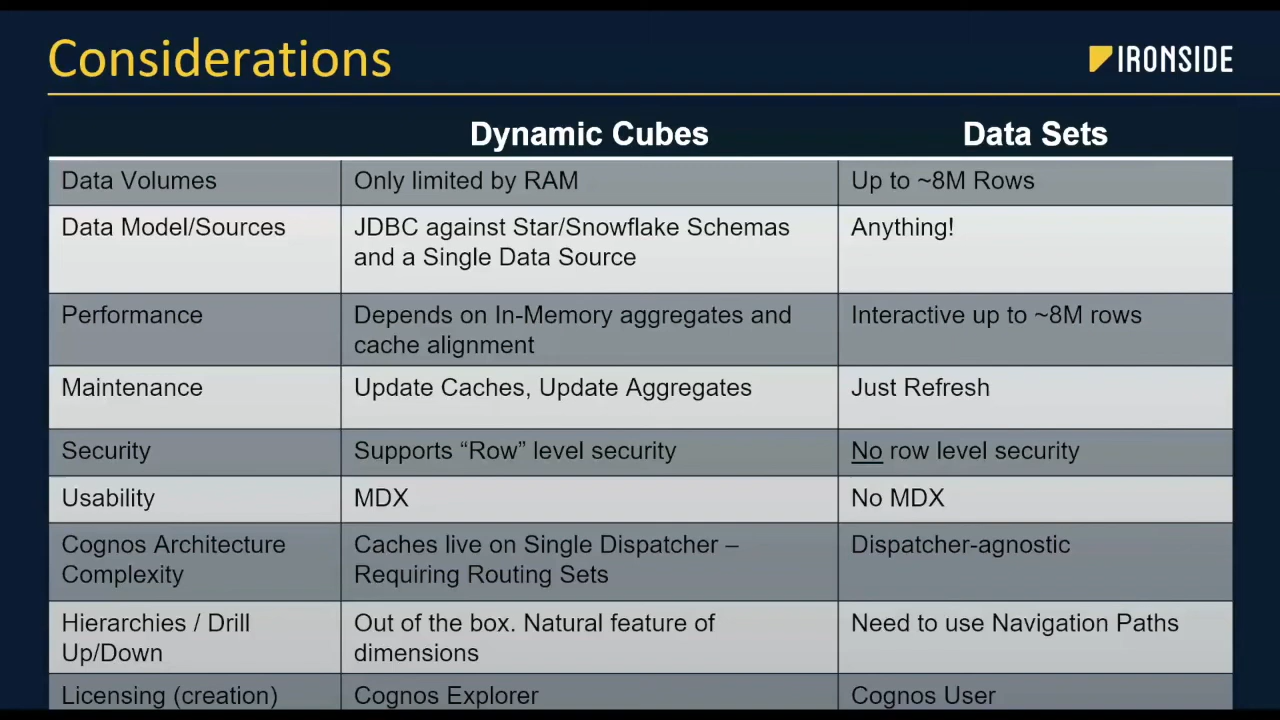 Considerations
IRONSIDE
Dynamic Cubes
Data Sets
Data Volumes
Only limited by RAM
Up to ~8M Rows
Data Model/Sources
JDBC against Star/Snowflake Schemas
and a Single Data Source
Anything!
Performance
Depends on In-Memory aggregates and
cache alignment
Interactive up to ~8M rows
Maintenance
Update Caches, Update Aggregates
Just Refresh
Security
Supports “Row” level security
No row level security
Usability
MDX
No MDX
Cognos Architecture
Complexity
Caches live on Single Dispatcher –
Requiring Routing Sets
Dispatcher-agnostic
Hierarchies / Drill
Up/Down
Out of the box. Natural feature of
dimensions
Need to use Navigation Paths
Licensing (creation)
Cognos Explorer
Cognos User